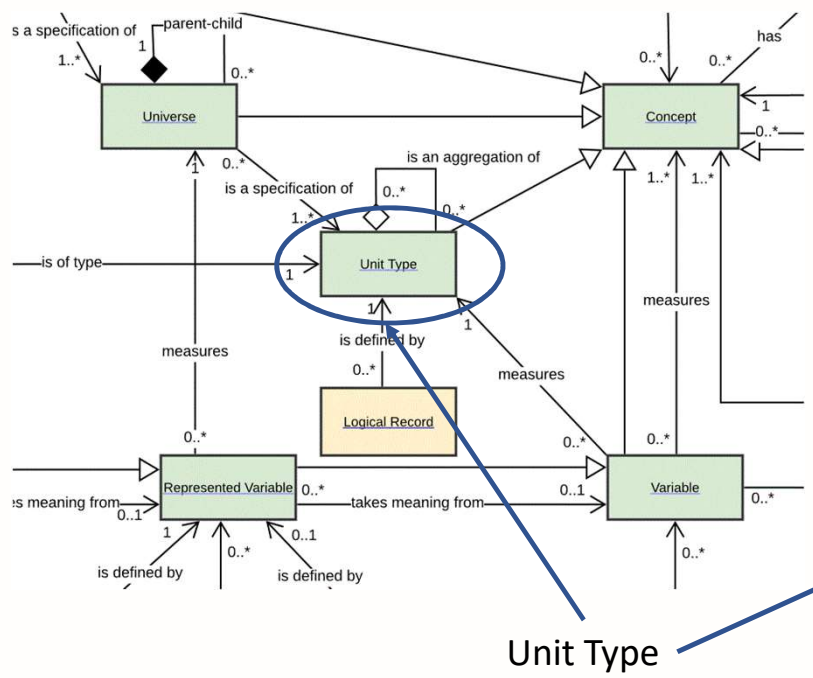 s a specification of
parent-child
1
has
1..*
0..*
0..*
0..*
Universe
Concept
1
0..*
1
0..*
is an aggregation of
is a specification of
0..*
1..*
1..*
1..*
0..*
is of type
Unit Type
1
measures
1
1
is defined by
measures
measures
0..*
Logical Record
0..*
0..*
0..*
Represented Variable
0..*
0..1
Variable
es meaning from
takes meaning from
0..*
0..1
1
0..1
0..*
0..*
is defined by
is defined by
Unit Type